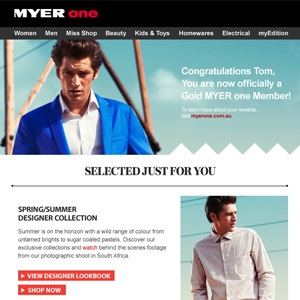 MYER one
Women Men Miss Shop Beauty Kids & Toys Homewares Electrical myEdition
Congratulations Tom,
You are now officially a
Gold MYER one Member!
To learn more about your rewards,
visit myerone.com.au
SELECTED JUST FOR YOU
SPRING/SUMMER
DESIGNER COLLECTION
Summer is on the horizon with a wild range of colour from
untamed brights to sugar coated pastels. Discover our
exclusive collections and watch behind the scenes footage
from our photographic shoot in South Africa.
> VIEW DESIGNER LOOKBOOK
> SHOP NOW